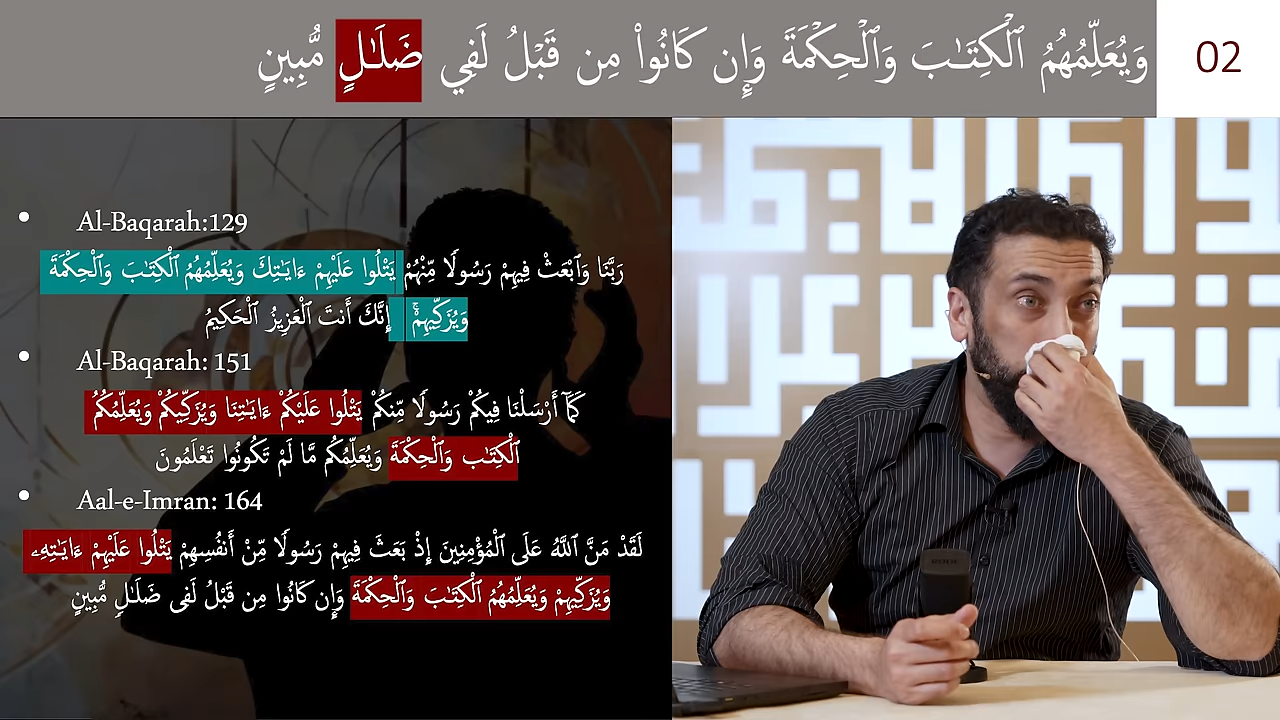 وَيُعَلِّمُهُمُ ٱلْكِتَـٰبَ وَٱلْحِكْمَةَ وَإِن كَانُوا۟ مِن قَبْلُ لَفِي ضَلَـٰلٍ مُّبِينٍ
02
• Al-Baqarah:129
رَبَّنَا وَٱبْعَثْ فِيهِمْ رَسُولًا مِّنْهُمْ يَتْلُوا عَلَيْهِمْ ءَايَـٰتِكَ وَيُعَلِّمُهُمُ ٱلْكِتَـٰبَ وَٱلْحِكْمَةَ
وَيُزَكِّيهِمْ ۚ إِنَّكَ أَنتَ ٱلْعَزِيزُ ٱلْحَكِيمُ
• Al-Baqarah: 151
كَمَآ أَرْسَلْنَا فِيكُمْ رَسُولًا مِّنكُمْ يَتْلُوا عَلَيْكُمْ ءَايَـٰتِنَا وَيُزَكِّيكُمْ وَيُعَلِّمُكُمُ
ٱلْكِتَـٰب وَٱلْحِكْمَةَ وَيُعَلِّمُكُم مَّا لَمْ تَكُونُوا تَعْلَمُونَ
• Aal-e-Imran: 164
لَقَدْ مَنَّ ٱللَّهُ عَلَى ٱلْمُؤْمِنِينَ إِذْ بَعَثَ فِيهِمْ رَسُولًا مِّنْ أَنفُسِهِمْ يَتْلُوا عَلَيْهِمْ ءَايَـٰتِهِۦ
وَيُزَكِّيهِمْ وَيُعَلِّمُهُمُ ٱلْكِتَـٰبَ وَٱلْحِكْمَةَ وَإِن كَانُوا مِن قَبْلُ لَفِى ضَلَـٰلٍ مُّبِينٍ
RODE